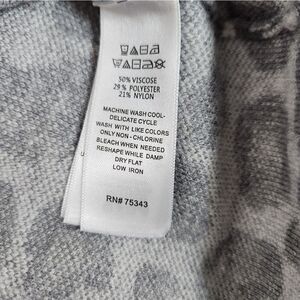 50% VISCOSE
29% POLYESTER
21% NYLON
MACHINE WASH COOL-
DELICATE CYCLE
WASH WITH LIKE COLORS
ONLY NON - CHLORINE
BLEACH WHEN NEEDED
RESHAPE WHILE DAMP
DRY FLAT
LOW IRON
RN# 75343